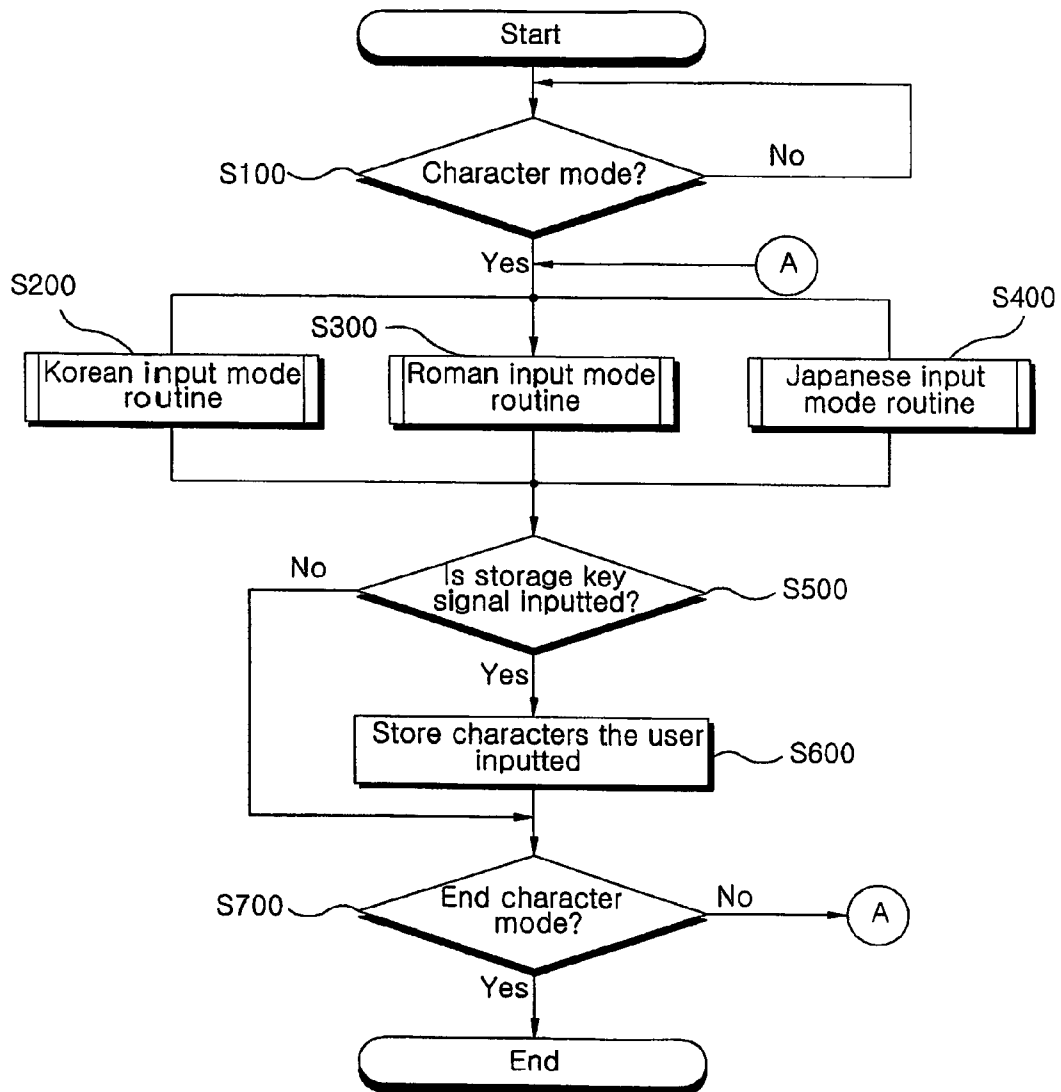 Start
S100
Character mode?
No
Yes
A
S200
S300
S400
Korean input mode
routine
Roman input mode
routine
Japanese input
mode routine
No
Is storage key
signal inputted?
S500
Yes
Store characters the user
inputted
S600
S700
End character
mode?
No
A
Yes
End